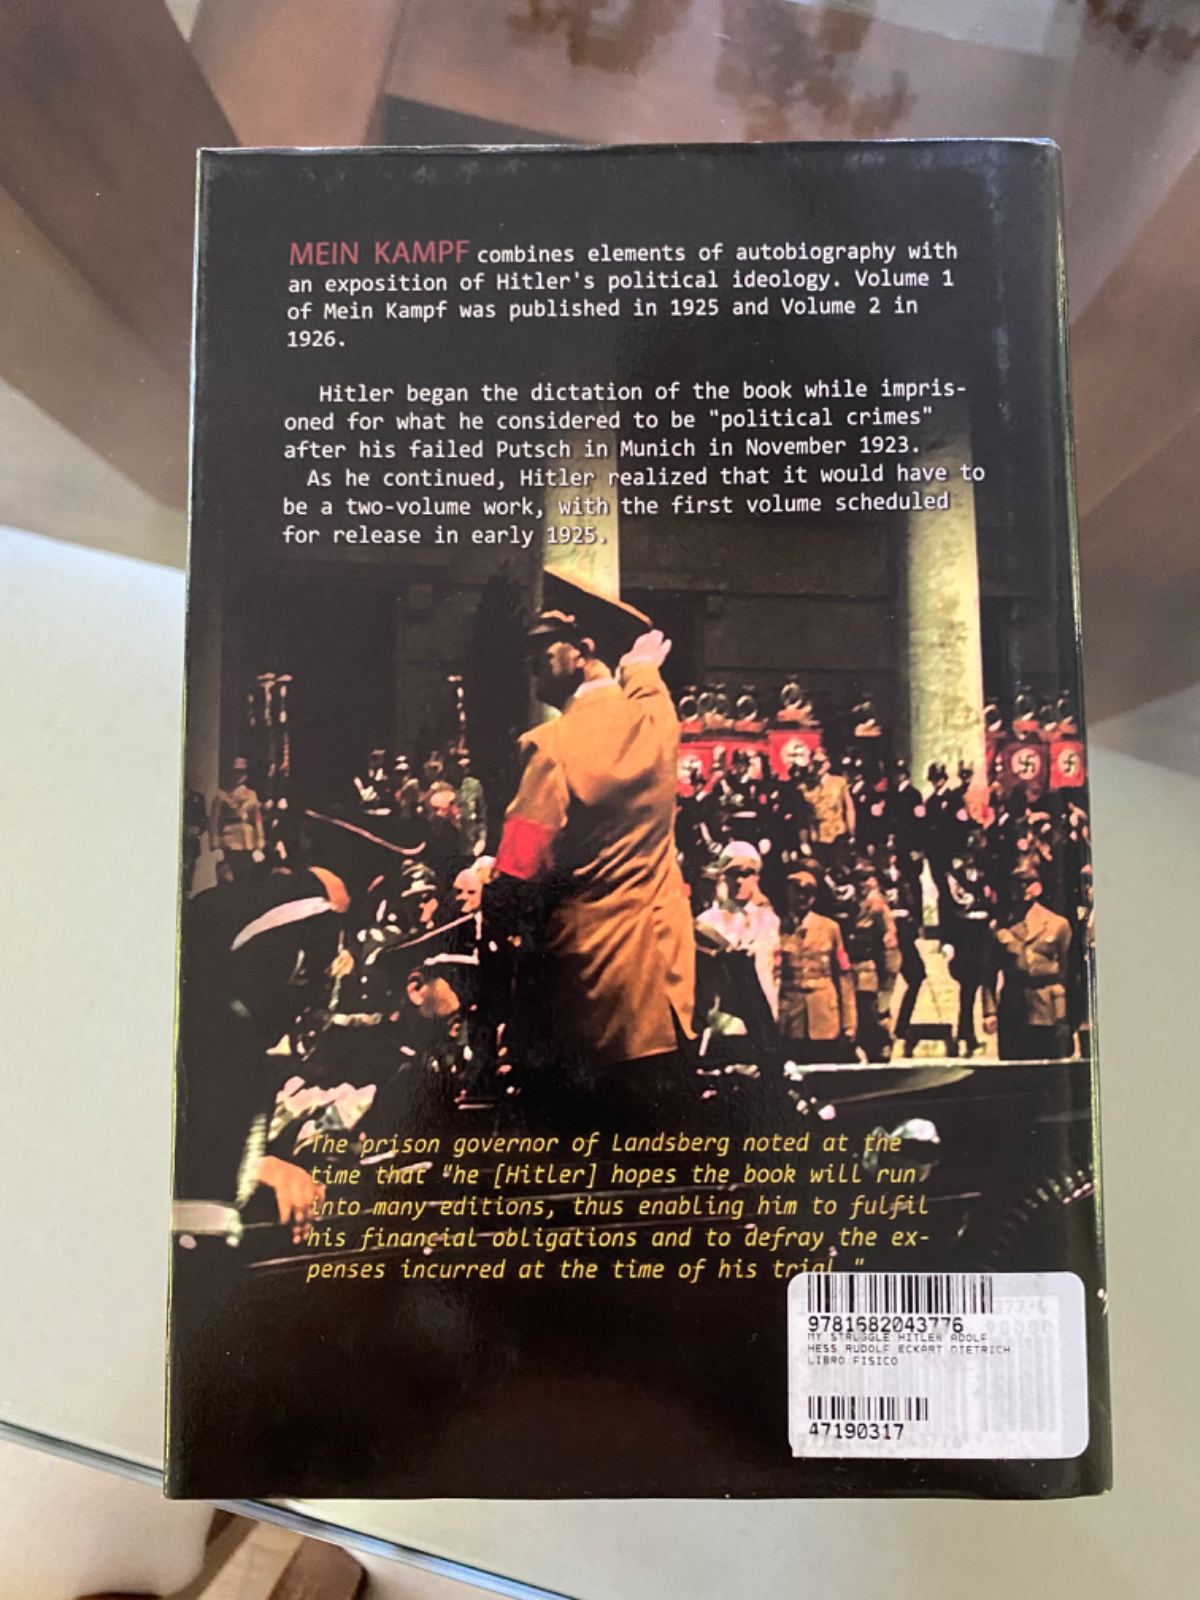 MEIN KAMPF combines elements of autobiography with
an exposition of Hitler's political ideology. Volume 1
of Mein Kampf was published in 1925 and Volume 2 in
1926.
Hitler began the dictation of the book while impris-
oned for what he considered to be "political crimes"
after his failed Putsch in Munich in November 1923.
As he continued, Hitler realized that it would have to
be a two-volume work, with the first volume scheduled
for release in early 1925.
The prison governor of Landsberg noted at the
time that "he [Hitler] hopes the book will run
into many editions, thus enabling him to fulfil
his financial obligations and to defray the ex-
penses incurred at the time of his trial."
9781682043776
MY STRUGGLE HITLER ADOLF
HESS RUDOLF ECKART DIETRICH
LIBRO FISICO
47190317